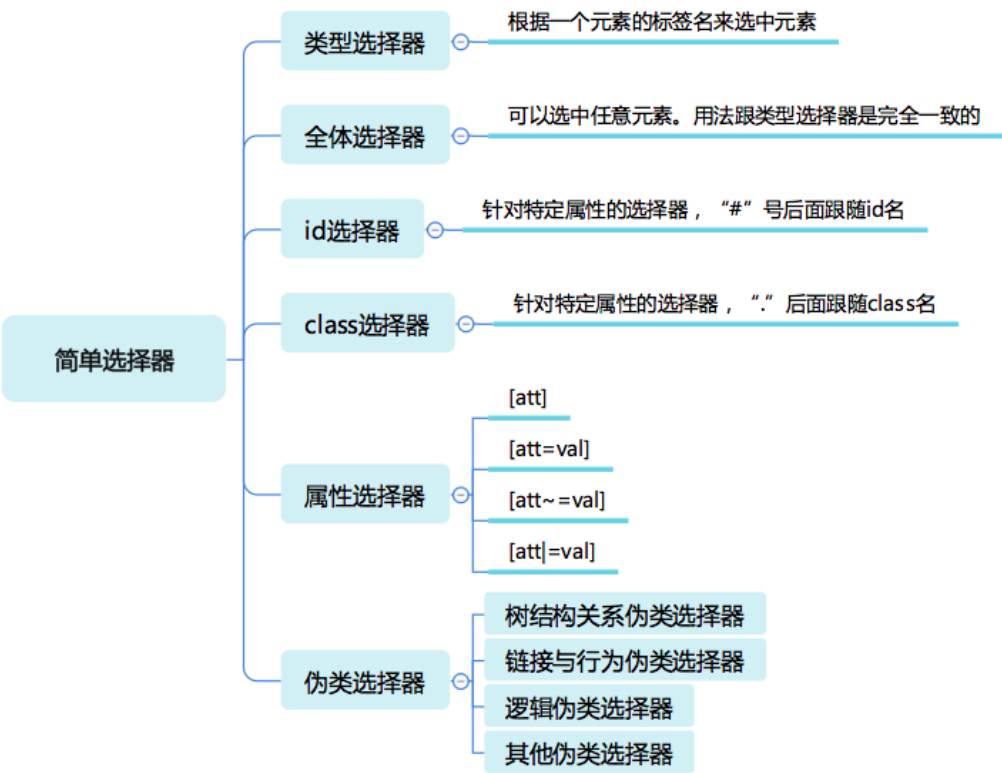 类型选择器
根据一个元素的标签名来选中元素
全体选择器
可以选中任意元素。用法跟类型选择器是完全一致的
id选择器
针对特定属性的选择器，“#”号后面跟随id名
class选择器
针对特定属性的选择器，“.”后面跟随class名
简单选择器
属性选择器
[att]
[att=val]
[att~=val]
[att|=val]
伪类选择器
树结构关系伪类选择器
链接与行为伪类选择器
逻辑伪类选择器
其他伪类选择器